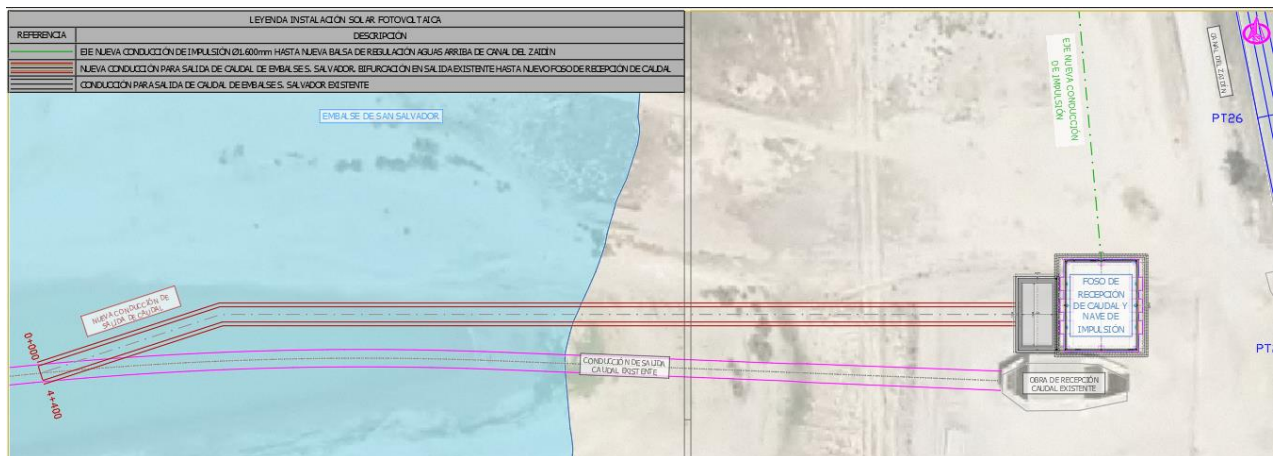 LEYENDA INSTALACIÓN SOLAR FOTOVOLTAICA
REFERENCIA DESCRIPCIÓN
EJE NUEVA CONDUCCIÓN DE IMPULSIÓN Ø1.600mm HASTA NUEVA BALSA DE REGULACIÓN AGUAS ARRIBA DE CANAL DEL ZAIDÍN
NUEVA CONDUCCIÓN PARA SALIDA DE CAUDAL DE EMBALSE S. SALVADOR. BIFURCACIÓN EN SALIDA EXISTENTE HASTA NUEVO FOSO DE RECEPCIÓN DE CAUDAL
CONDUCCIÓN PARA SALIDA DE CAUDAL DE EMBALSE S. SALVADOR EXISTENTE
EMBALSE DE SAN SALVADOR
EJE NUEVA CONDUCCIÓN
DE IMPULSIÓN
CANAL DEL ZAIDÍN
PT26
NUEVA CONDUCCIÓN DE
SALIDA DE CAUDAL
FOSO DE
RECEPCIÓN
DE CAUDAL Y
NAVE DE
IMPULSIÓN
0+000
4+400
CONDUCCIÓN DE SALIDA
CAUDAL EXISTENTE
OBRA DE RECEPCIÓN
CAUDAL EXISTENTE